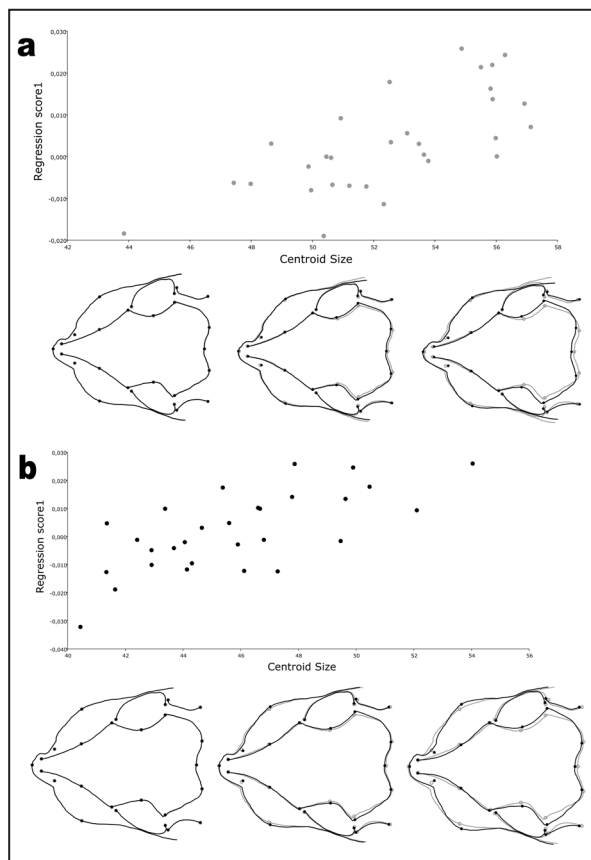 a
0,030
0,020
0,010
0,000
-0,010
-0,020
Regression score1
42 44 46 48 50 52 54 56 58
Centroid Size
b
0,030
0,020
0,010
0,000
-0,010
-0,020
-0,030
-0,040
Regression score1
40 42 44 46 48 50 52 54 56
Centroid Size